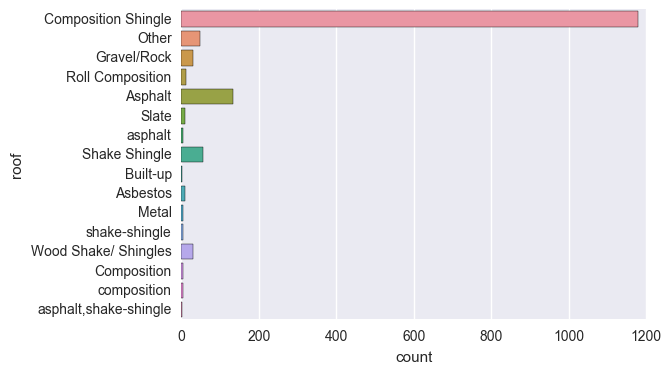 Composition Shingle
Other
Gravel/Rock
Roll Composition
Asphalt
Slate
asphalt
Shake Shingle
Built-up
Asbestos
Metal
shake-shingle
Wood Shake/ Shingles
Composition
composition
asphalt,shake-shingle
roof
0 200 400 600 800 1000 1200
count